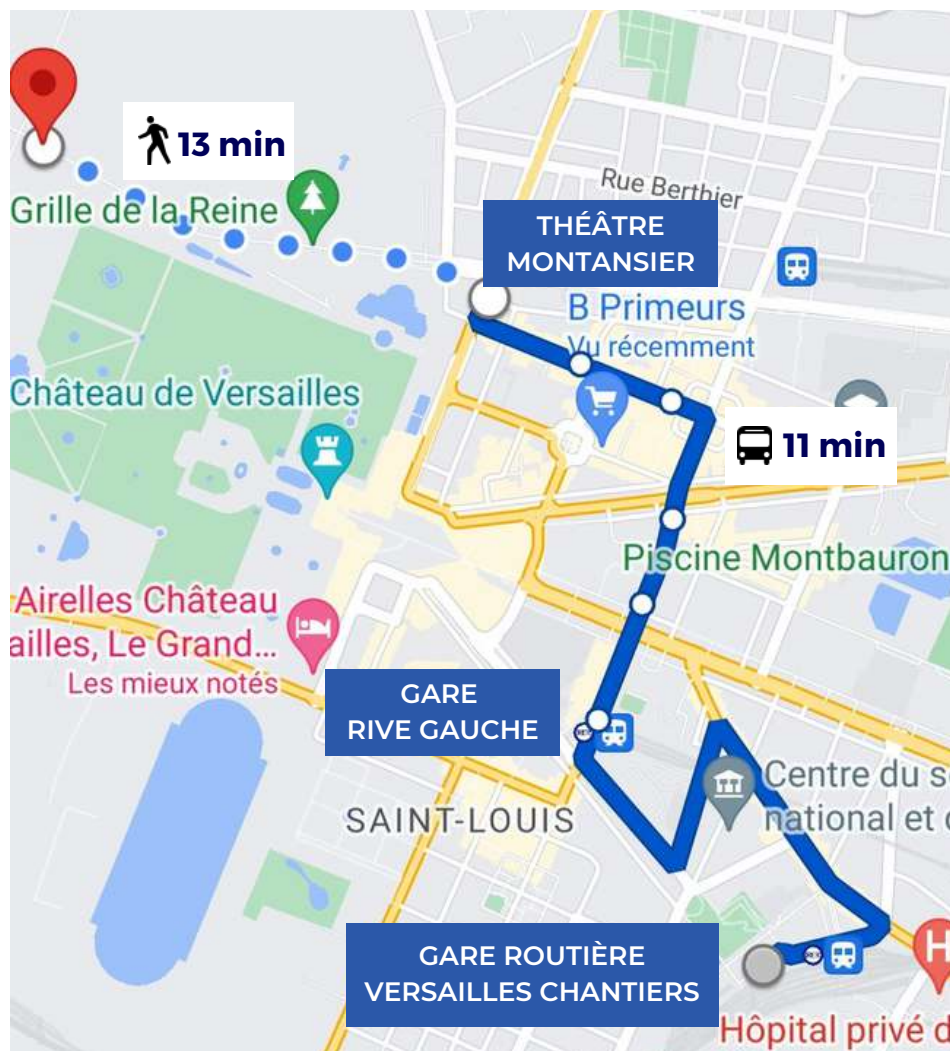 13 min
Rue Berthier
Grille de la Reine
THÉÂTRE
MONTANSIER
B Primeurs
Vu récemment
Château de Versailles
11 min
Piscine Montbauron
Airelles Château
ailles, Le Grand...
Les mieux notés
GARE
RIVE GAUCHE
Centre du s
national et
SAINT-LOUIS
GARE ROUTIÈRE
VERSAILLES CHANTIERS
H
Hôpital privé d